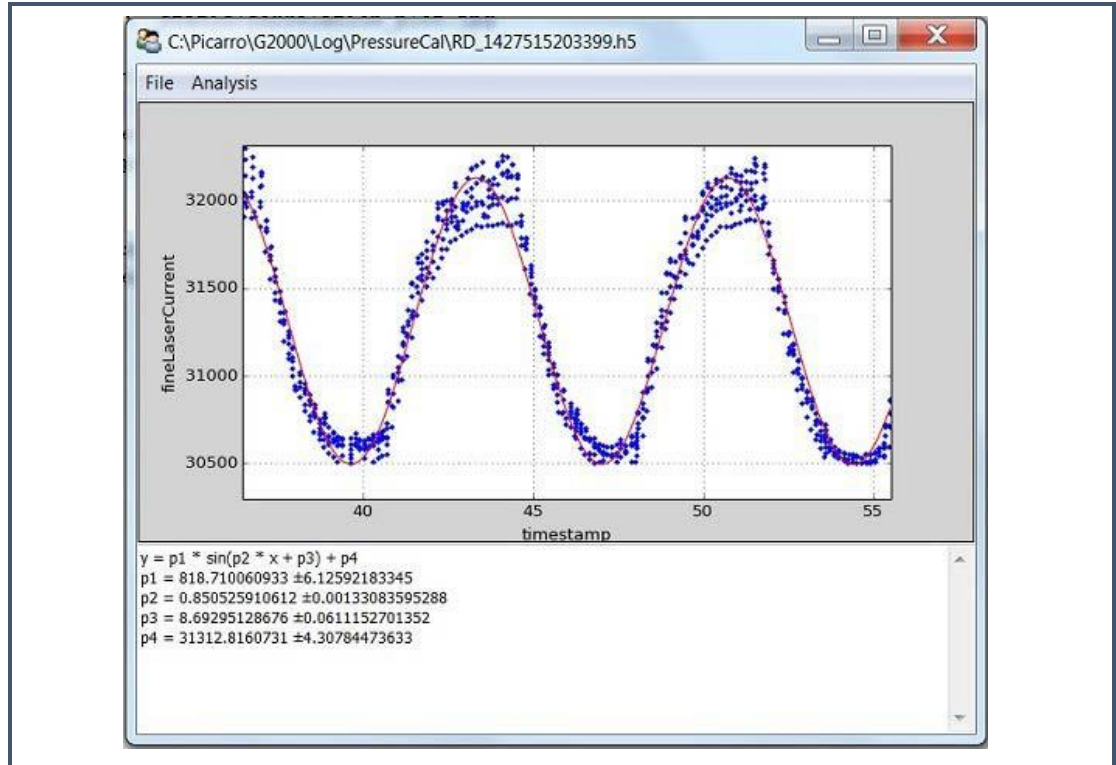 C:\Picarro\G2000\Log\PressureCal\RD_1427515203399.h5
File Analysis
32000
31500
31000
30500
fineLaserCurrent
40 45 50 55
timestamp
y = p1 * sin(p2 * x + p3) + p4
p1 = 818.710060933 ±6.12592183345
p2 = 0.850525910612 ±0.00133083595288
p3 = 8.69295128676 ±0.0611152701352
p4 = 31312.8160731 ±4.30784473633